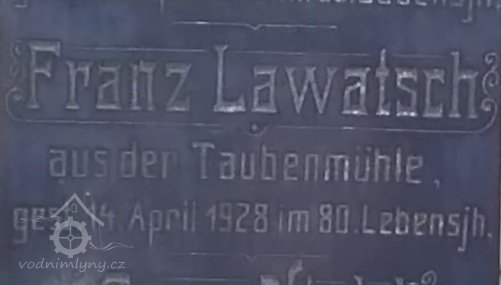 Franz Lawatsch
aus der Taubenmühle,
April 1928 im 80. Lebensjh.
vodnimlyny.cz